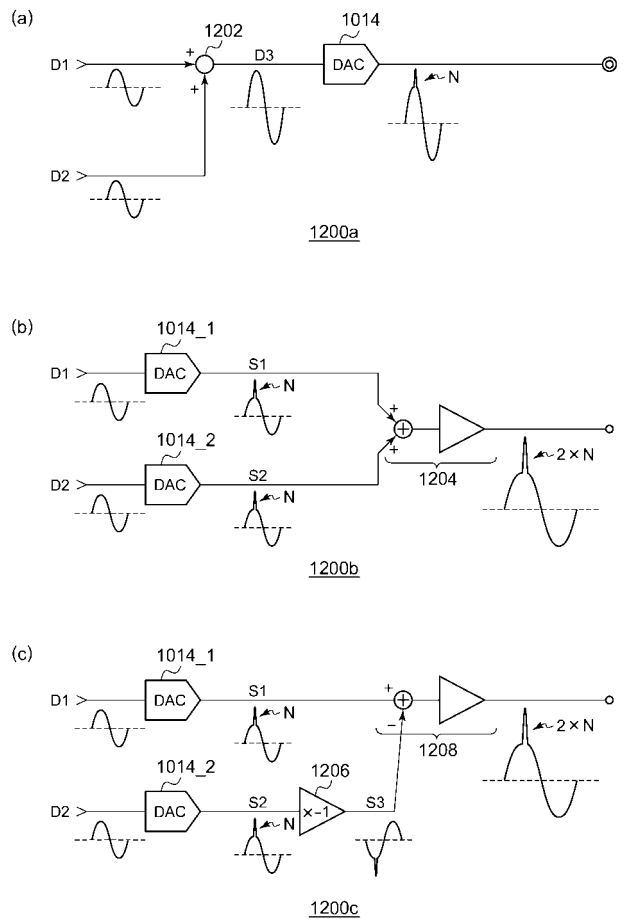 (a)
1202
1014
D1
+
D3
DAC
N
+
D2
1200a
(b)
1014_1
D1
DAC
S1
N
1014_2
+
+
D2
DAC
S2
N
1204
2×N
1200b
(c)
1014_1
D1
DAC
S1
N
+
−
1014_2
1206
1208
2×N
D2
DAC
S2
N
×−1
S3
1200c